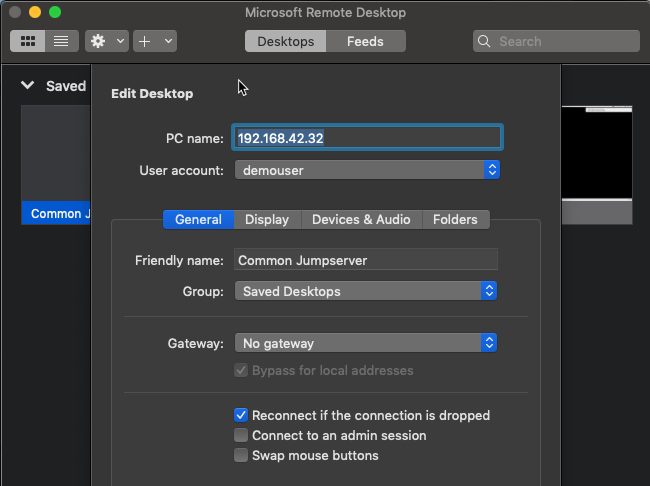 Microsoft Remote Desktop
Desktops Feeds Search
Saved
Edit Desktop
PC name: 192.168.42.32
User account: demouser
Common J
General Display Devices & Audio Folders
Friendly name: Common Jumpserver
Group: Saved Desktops
Gateway: No gateway
Bypass for local addresses
Reconnect if the connection is dropped
Connect to an admin session
Swap mouse buttons